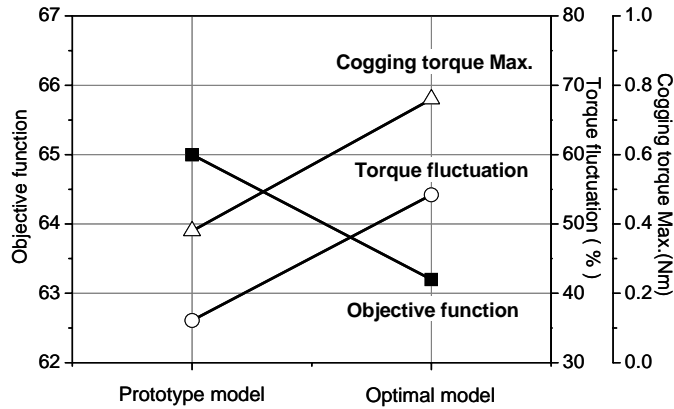 67
66
65
64
63
62
Objective function
Cogging torque Max.
Torque fluctuation
Objective function
80
70
60
50
40
30
Torque fluctuation ( % )
1.0
0.8
0.6
0.4
0.2
0.0
Cogging torque Max.(Nm)
Prototype model
Optimal model